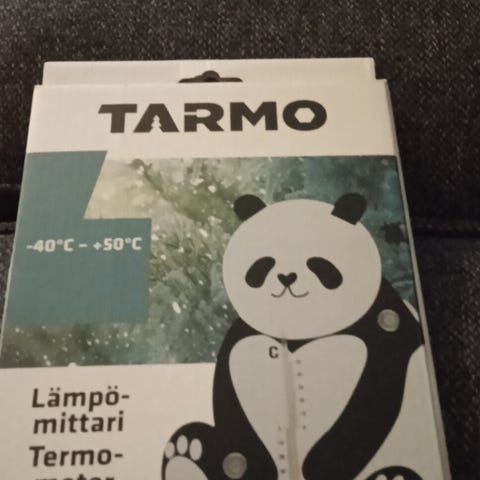 TARMO
-40°C – +50°C
C
Lämpö-
mittari
Termo-